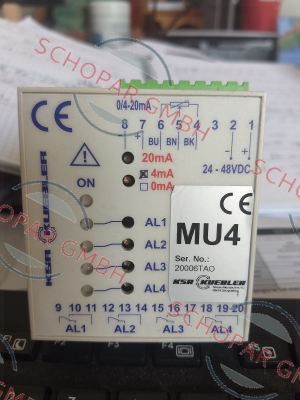 SCHOPAR GMBH
0/4-20mA
8 7 6 5 4 3 2 1
+ BU BN BK - +
24 - 48VDC
CE
20mA
4mA
0mA
ON
KSR KUEBLER
AL1
AL2
AL3
AL4
CE
MU4
Ser. No.:
20006TAO
KSR KUEBLER
9 10 11 12 13 14 15 16 17 18 19 20
AL1 AL2 AL3 AL4